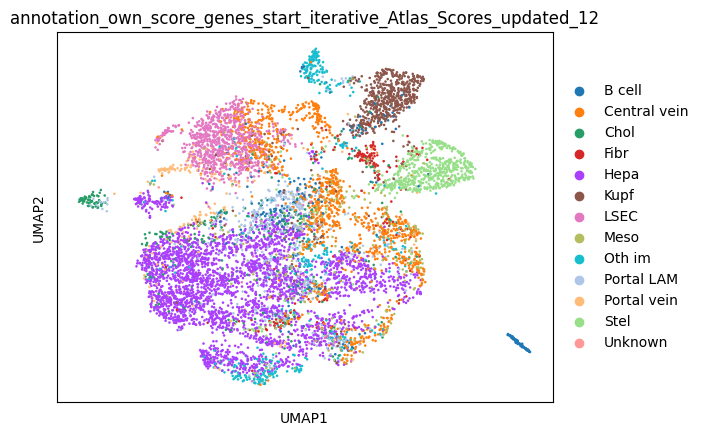 annotation_own_score_genes_start_iterative_Atlas_Scores_updated_12
B cell
Central vein
Chol
Fibr
Hepa
Kupf
LSEC
Meso
Oth im
Portal LAM
Portal vein
Stel
Unknown
UMAP2
UMAP1